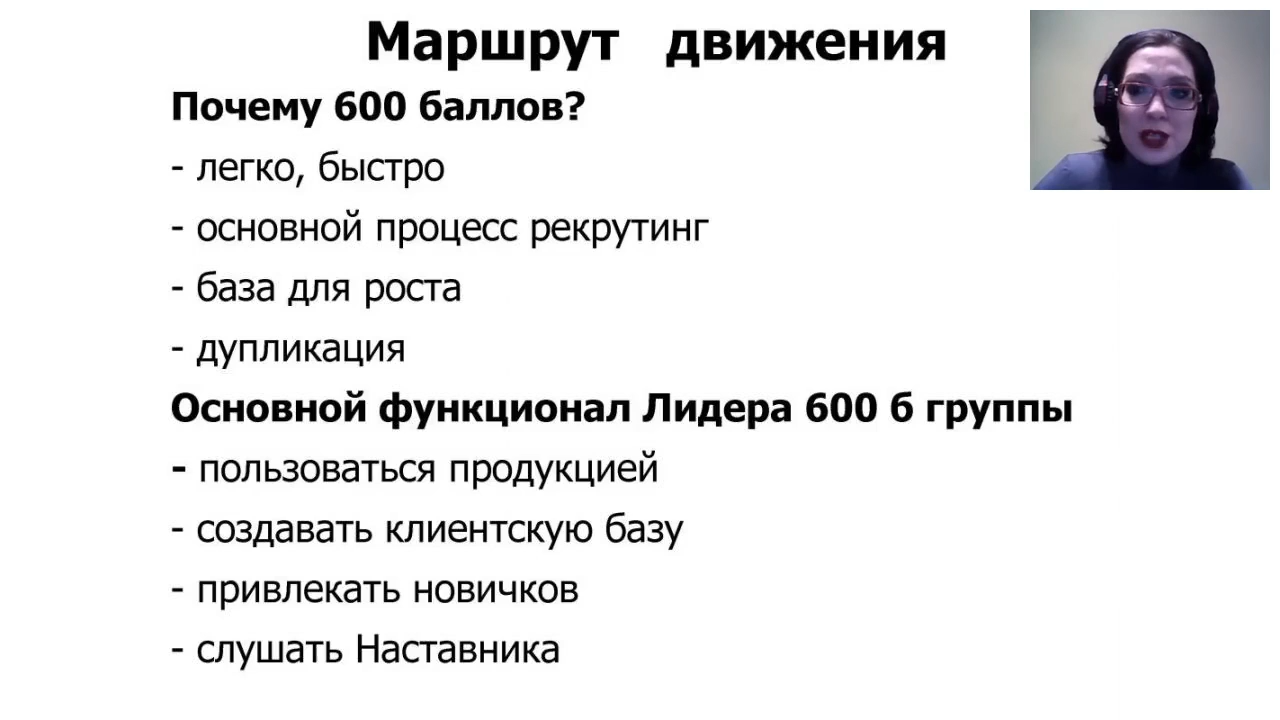 Маршрут движения
Почему 600 баллов?
- легко, быстро
- основной процесс рекрутинг
- база для роста
- дупликация
Основной функционал Лидера 600 б группы
- пользоваться продукцией
- создавать клиентскую базу
- привлекать новичков
- слушать Наставника